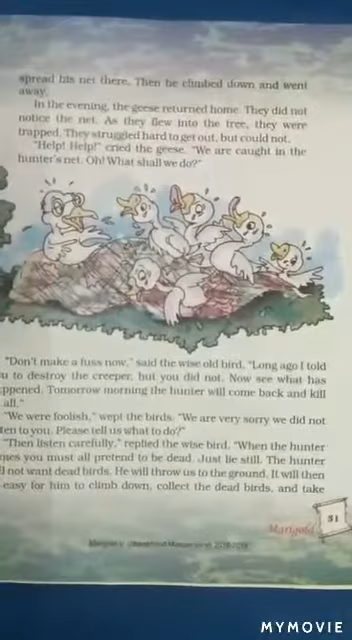 spread his net there. Then he climbed down and went
away.
In the evening, the geese returned home. They did not
notice the net. As they flew into the tree, they were
trapped. They struggled hard to get out, but could not.
"Help! Help!" cried the geese. "We are caught in the
hunter's net. Oh! What shall we do?"
"Don't make a fuss now," said the wise old bird. "Long ago I told
u to destroy the creeper, but you did not. Now see what has
ppened. Tomorrow morning the hunter will come back and kill
all."
"We were foolish," wept the birds. "We are very sorry we did not
ten to you. Please tell us what to do?"
"Then listen carefully," replied the wise bird. "When the hunter
mes you must all pretend to be dead. Just lie still. The hunter
l not want dead birds. He will throw us to the ground. It will then
easy for him to climb down, collect the dead birds, and take
51
Marigold
MYMOVIE